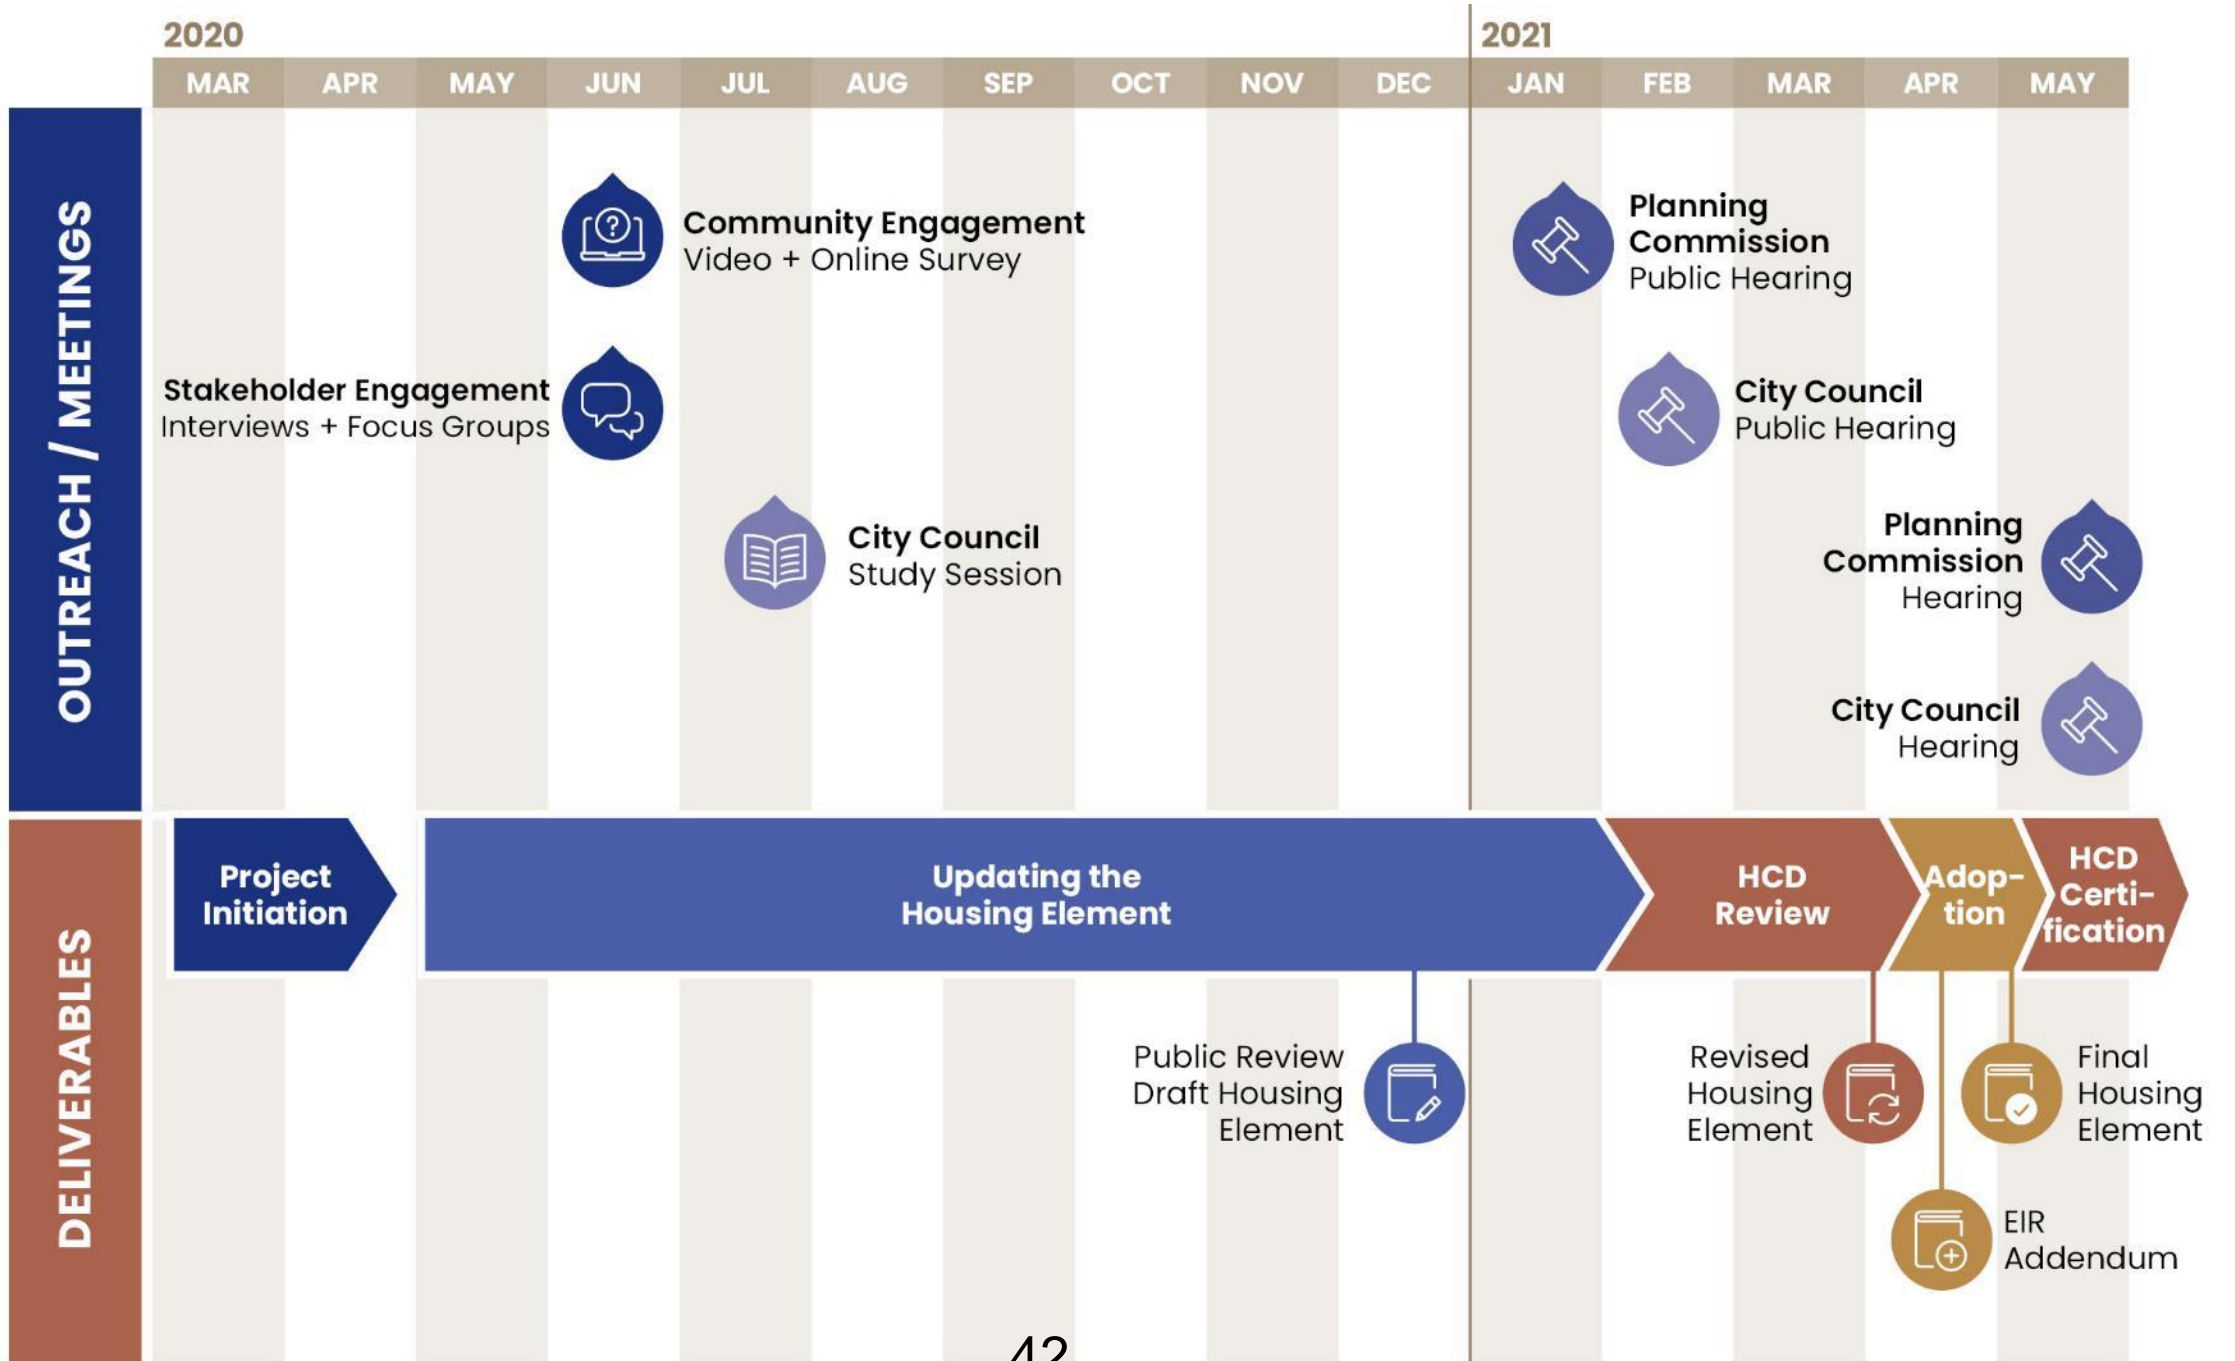 2020
2021
MAR APR MAY JUN JUL AUG SEP OCT NOV DEC JAN FEB MAR APR MAY
OUTREACH / MEETINGS
Community Engagement
Video + Online Survey
Stakeholder Engagement
Interviews + Focus Groups
City Council
Study Session
Planning
Commission
Public Hearing
City Council
Public Hearing
Planning
Commission
Hearing
City Council
Hearing
DELIVERABLES
Project
Initiation
Updating the
Housing Element
HCD
Review
Adop-
tion
HCD
Certi-
fication
Public Review
Draft Housing
Element
Revised
Housing
Element
Final
Housing
Element
EIR
Addendum
42